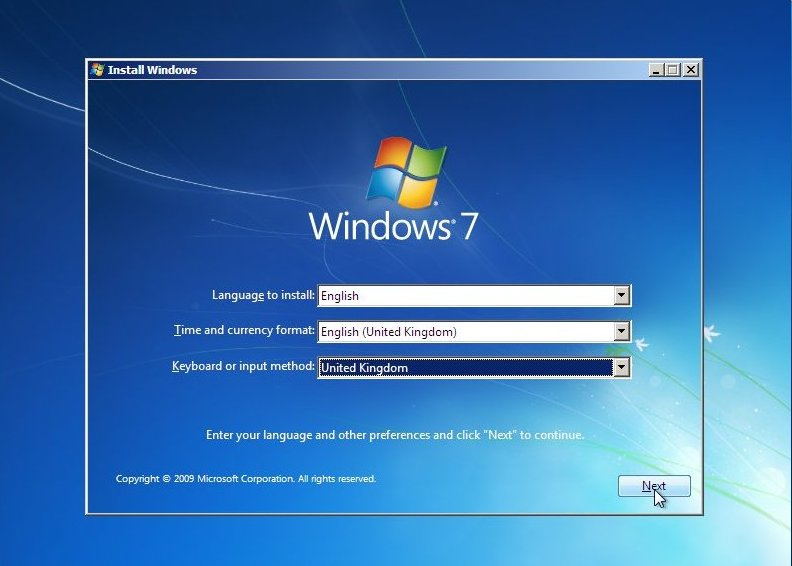 Install Windows
Windows® 7
Language to install: English
Time and currency format: English (United Kingdom)
Keyboard or input method: United Kingdom
Enter your language and other preferences and click "Next" to continue.
Copyright © 2009 Microsoft Corporation. All rights reserved.
Next